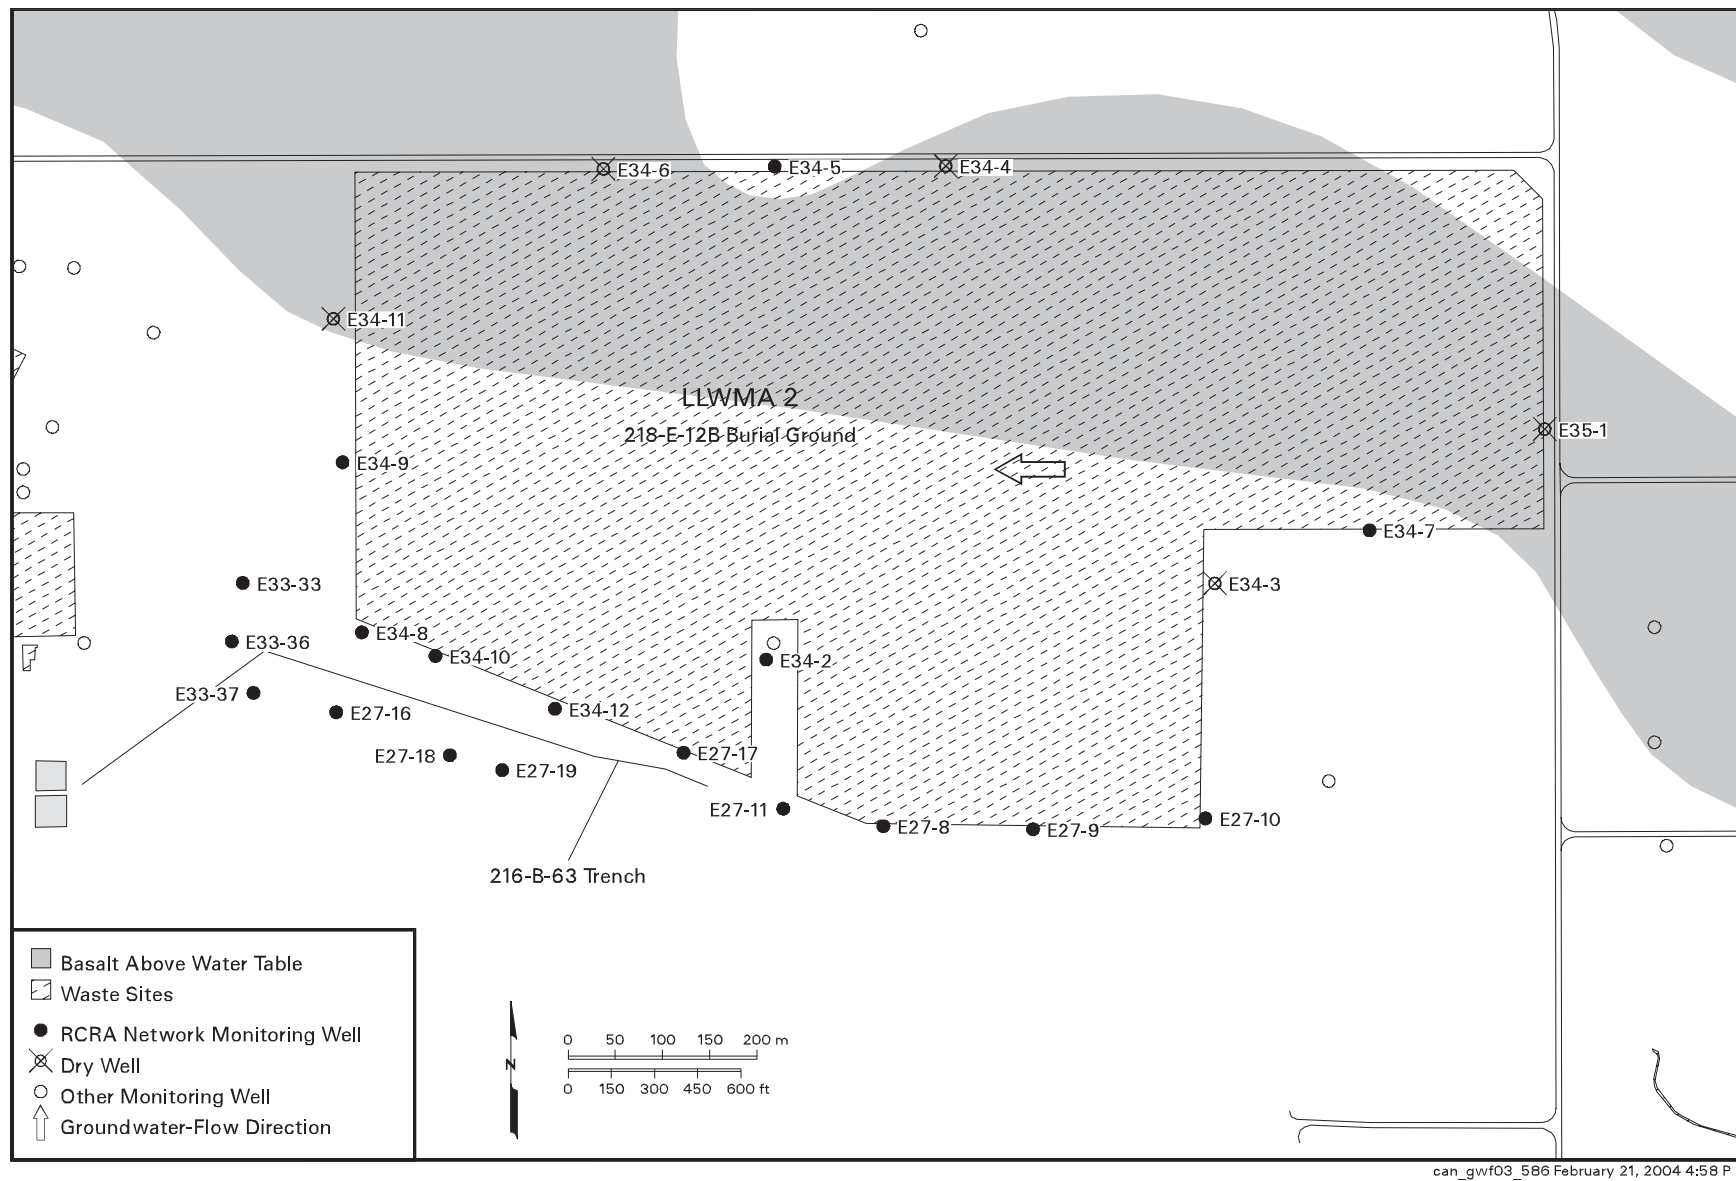 E34-6
E34-5
E34-4
E34-11
LLWMA 2
218-E-12B Burial Ground
E35-1
E34-9
E34-7
E33-33
E34-3
E34-8
E33-36
E34-10
E34-2
E33-37
E27-16
E34-12
E27-18
E27-17
E27-19
E27-11
E27-8
E27-9
E27-10
216-B-63 Trench
Basalt Above Water Table
Waste Sites
RCRA Network Monitoring Well
Dry Well
Other Monitoring Well
Groundwater-Flow Direction
N
0 50 100 150 200 m
0 150 300 450 600 ft
can_gwf03_586 February 21, 2004 4:58 P